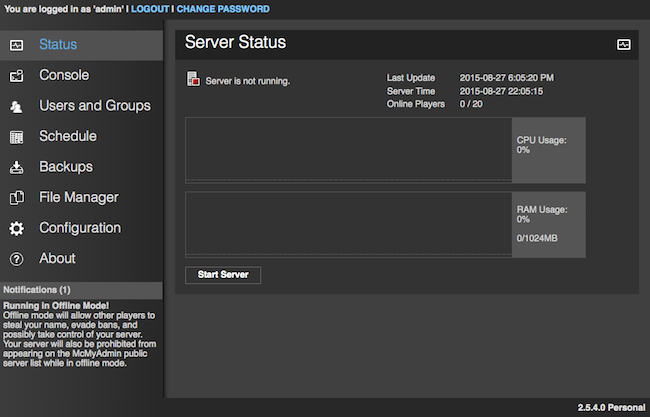 You are logged in as 'admin' | LOGOUT | CHANGE PASSWORD
Status
Console
Users and Groups
Schedule
Backups
File Manager
Configuration
? About
Notifications (1)
Running in Offline Mode!
Offline mode will allow other players to
steal your name, evade bans, and
possibly take control of your server.
Your server will also be prohibited from
appearing on the McMyAdmin public
server list while in offline mode.
Server Status
Server is not running.
Last Update 2015-08-27 6:05:20 PM
Server Time 2015-08-27 22:05:15
Online Players 0 / 20
CPU Usage:
0%
RAM Usage:
0%
0/1024MB
Start Server
2.5.4.0 Personal